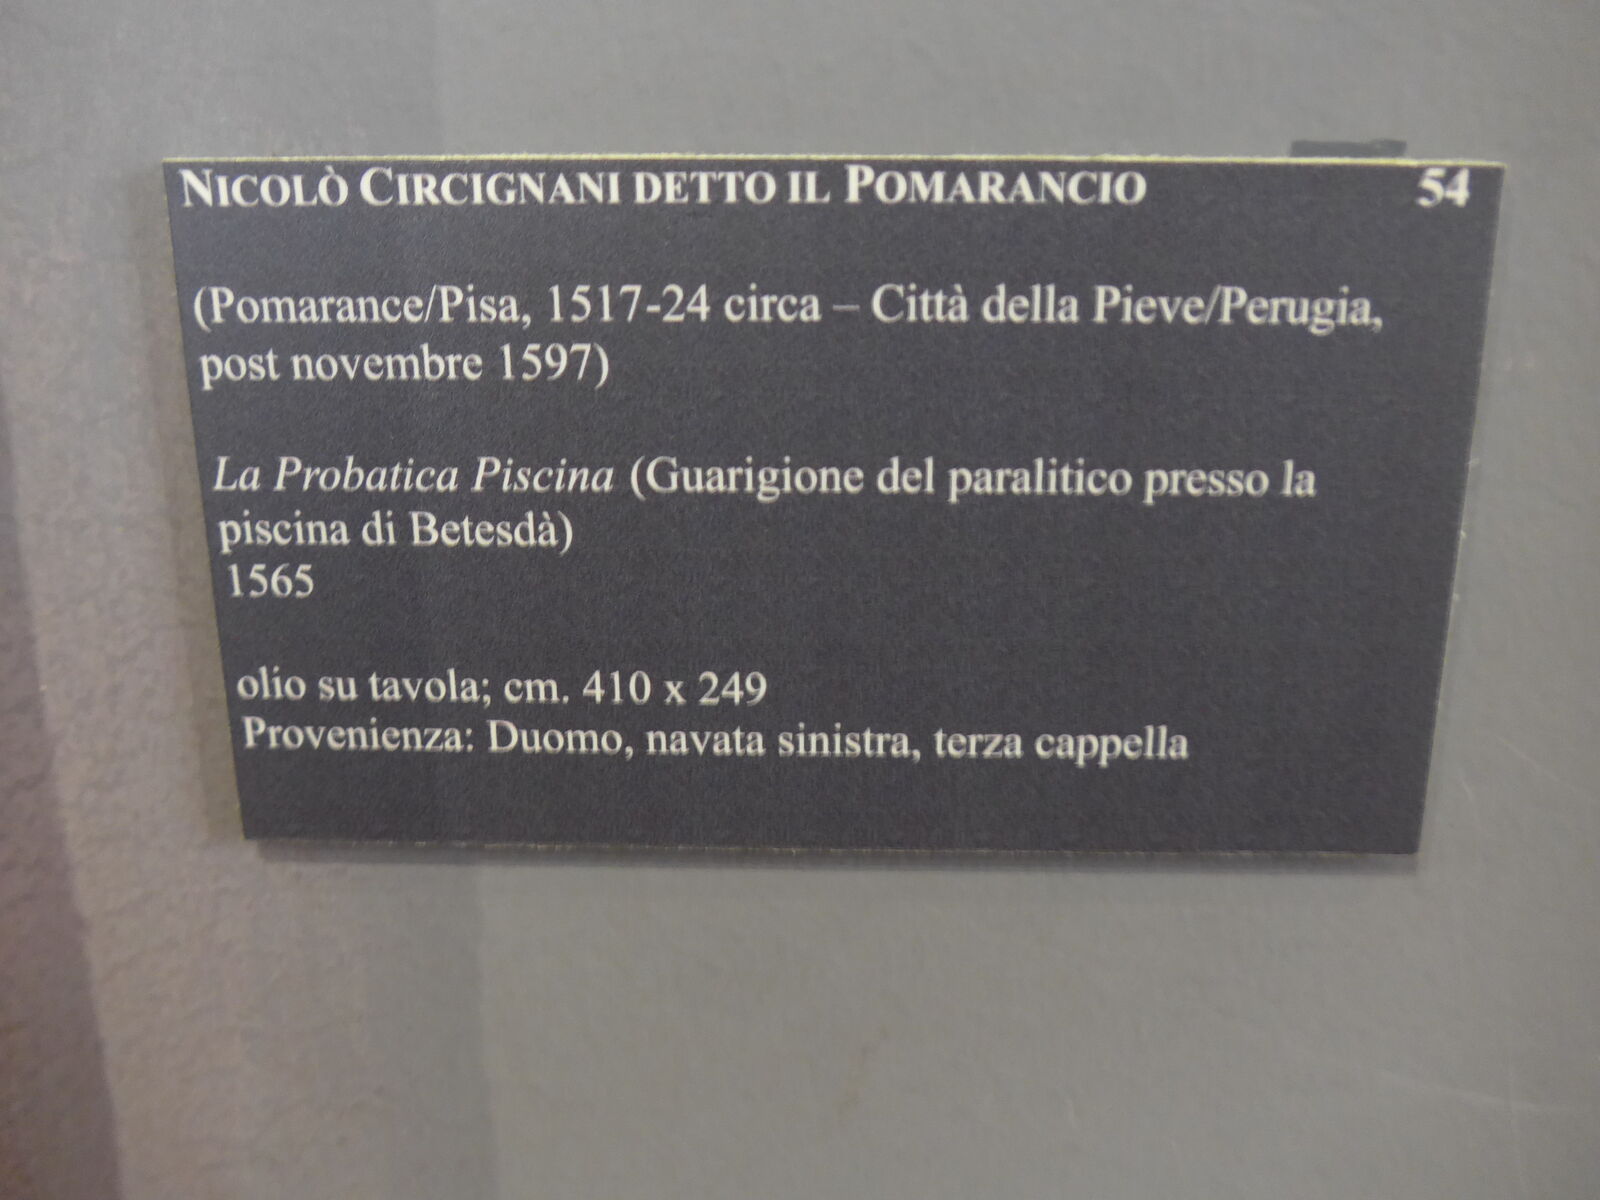 NICOLÒ CIRCIGNANI DETTO IL POMARANCIO 54
(Pomarance/Pisa, 1517-24 circa – Città della Pieve/Perugia,
post novembre 1597)
La Probatica Piscina (Guarigione del paralitico presso la
piscina di Betesdà)
1565
olio su tavola; cm. 410 x 249
Provenienza: Duomo, navata sinistra, terza cappella